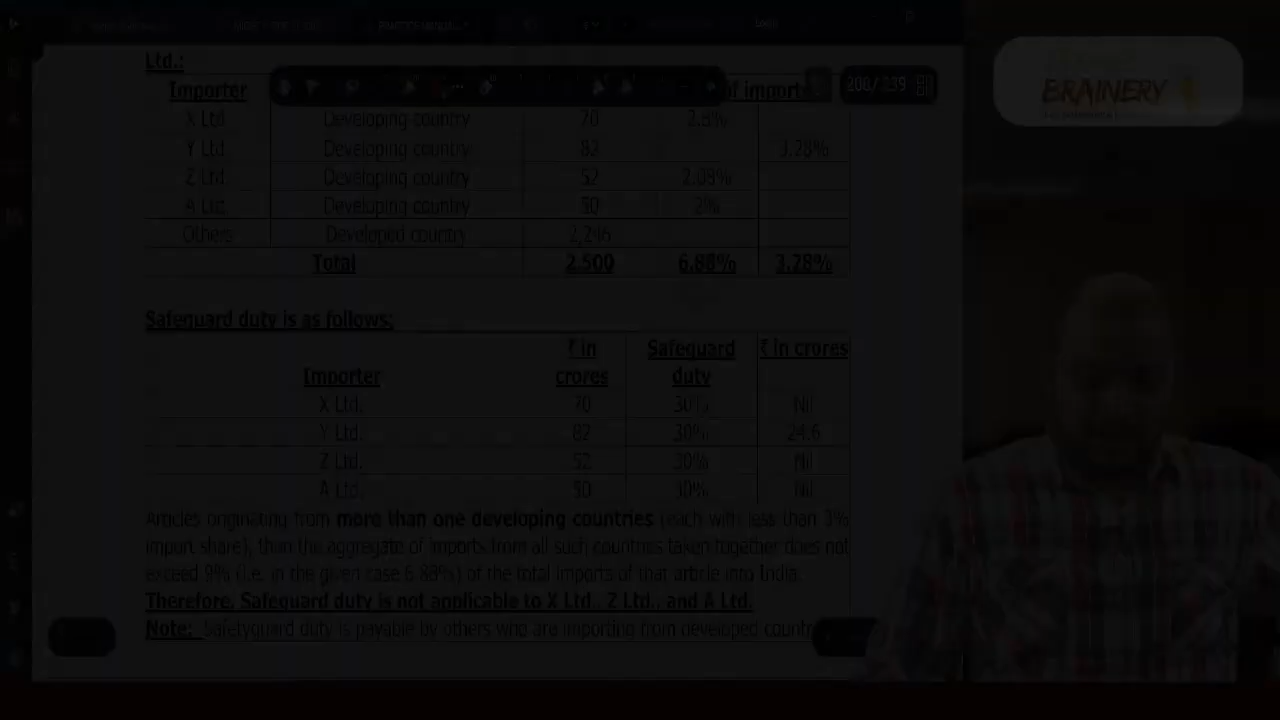 Ltd.:
Importer of import
208/239
BRAINERY
X Ltd. Developing country 70 2.8%
Y Ltd. Developing country 82 3.28%
Z Ltd. Developing country 52 2.08%
A Ltd. Developing country 50 2%
Others Developed country 2,246
Total 2,500 6.88% 3.28%
Safeguard duty is as follows:
₹ in Safeguard ₹ in crores
Importer crores duty
X Ltd. 70 30% Nil
Y Ltd. 82 30% 24.6
Z Ltd. 52 30% Nil
A Ltd. 50 30% Nil
Articles originating from more than one developing countries (each with less than 3%
import share), then the aggregate of imports from all such countries taken together does not
exceed 9% (i.e. in the given case 6.88%) of the total imports of that article into India.
Therefore, Safeguard duty is not applicable to X Ltd., Z Ltd., and A Ltd.
Note: Safetyguard duty is payable by others who are importing from developed